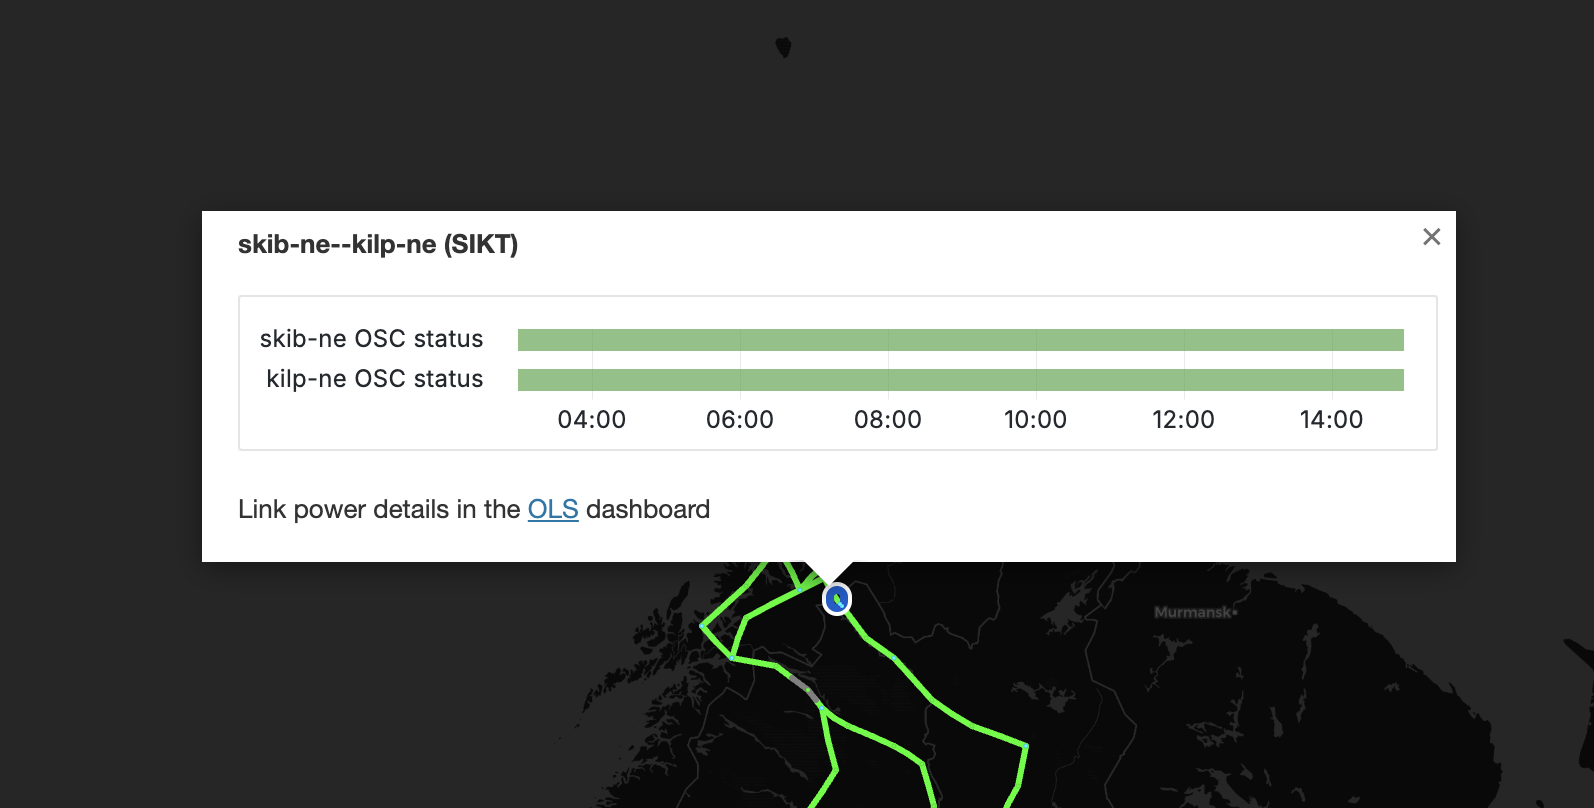 skib-ne--kilp-ne (SIKT)
skib-ne OSC status
kilp-ne OSC status
04:00 06:00 08:00 10:00 12:00 14:00
Link power details in the OLS dashboard
Murmansk